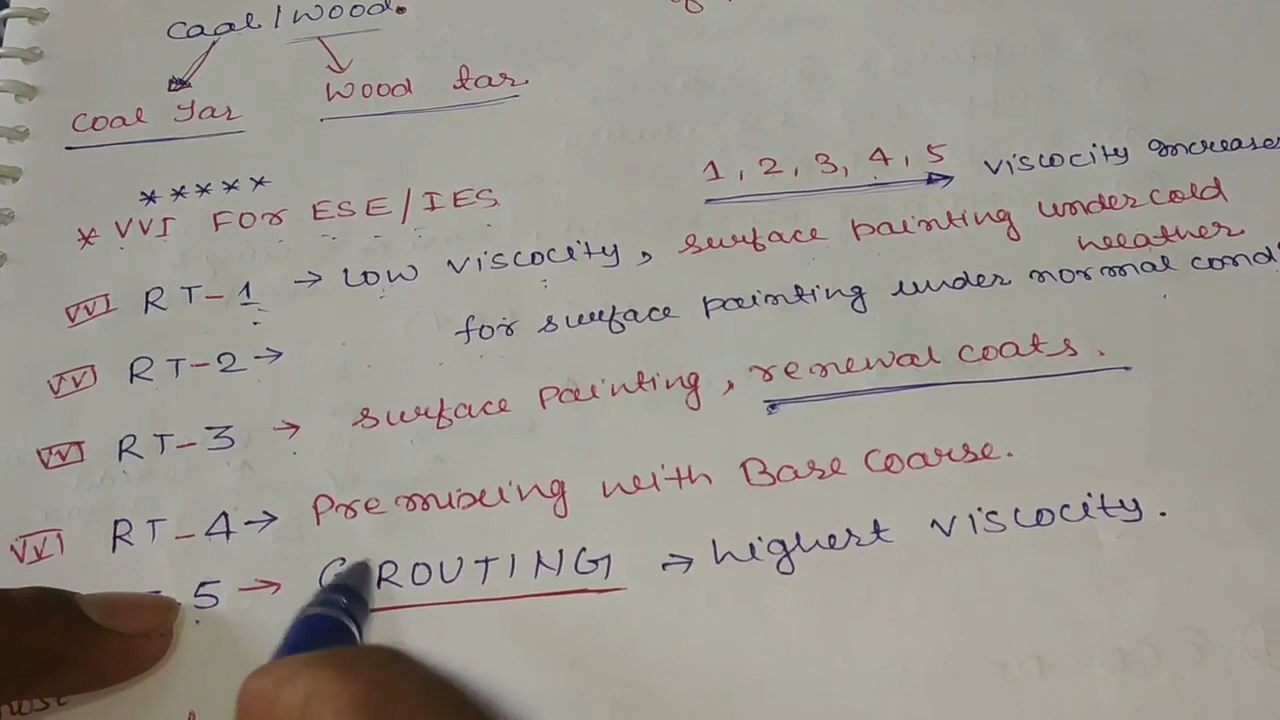 Coal / Wood.
Coal Tar
Wood tar
*****
* VVI FOR ESE/IES
1, 2, 3, 4, 5 viscocity increase
VVI RT-1 → Low viscocity, surface painting under cold weather
VVI RT-2 → for surface painting under normal cond
VVI RT-3 → surface painting, renewal coats.
VVI RT-4 → Premixing with Base Coarse.
5 → GROUTING → highest viscocity.